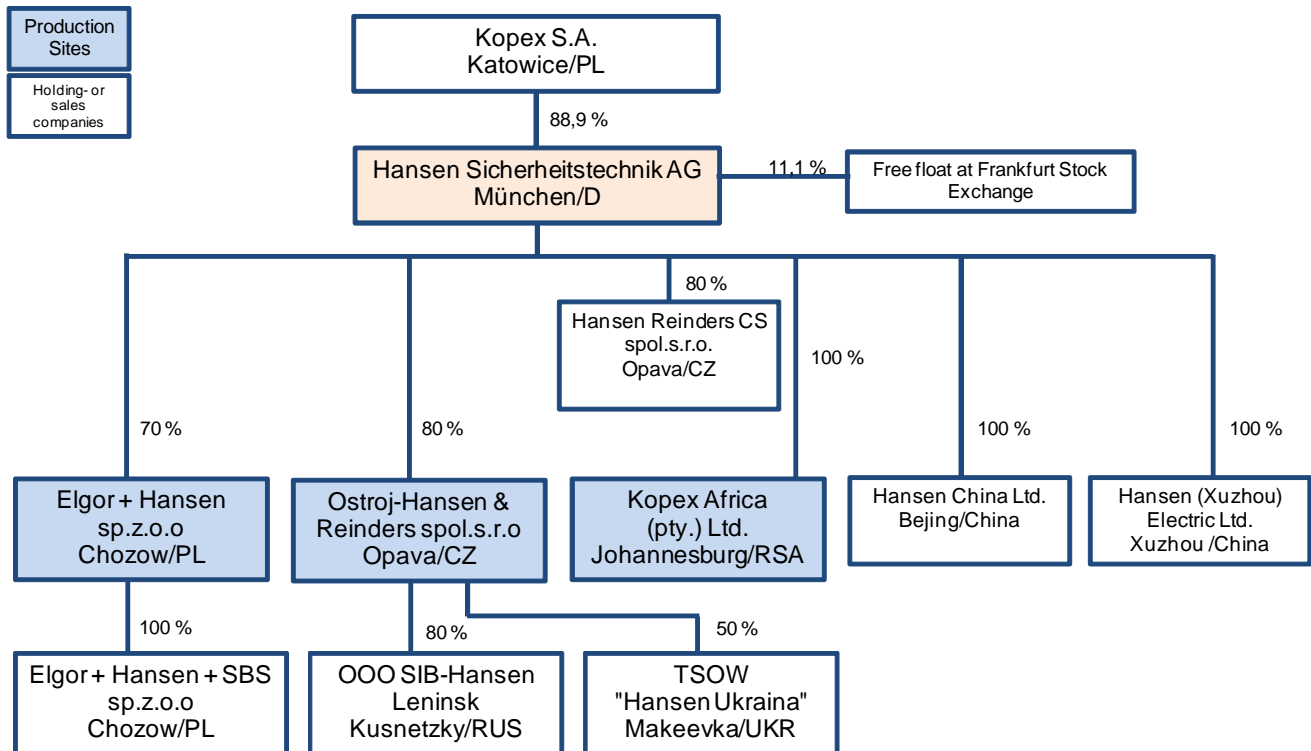 Production
Sites
Holding- or
sales
companies
Kopex S.A.
Katowice/PL
88,9 %
Hansen Sicherheitstechnik AG
München/D
11,1 %
Free float at Frankfurt Stock
Exchange
80 %
Hansen Reinders CS
spol.s.r.o.
Opava/CZ
100 %
70 %
80 %
100 %
100 %
Elgor + Hansen
sp.z.o.o
Chozow/PL
Ostroj-Hansen &
Reinders spol.s.r.o
Opava/CZ
Kopex Africa
(pty.) Ltd.
Johannesburg/RSA
Hansen China Ltd.
Bejing/China
Hansen (Xuzhou)
Electric Ltd.
Xuzhou /China
100 %
80 %
50 %
Elgor + Hansen + SBS
sp.z.o.o
Chozow/PL
OOO SIB-Hansen
Leninsk
Kusnetzky/RUS
TSOW
"Hansen Ukraina"
Makeevka/UKR